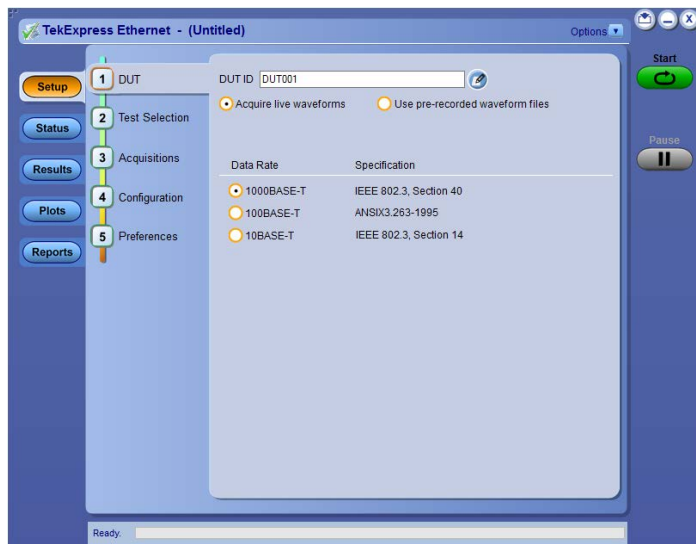 TekExpress Ethernet - (Untitled)
Options
X
Start
Pause
Setup
Status
Results
Plots
Reports
1 DUT
2 Test Selection
3 Acquisitions
4 Configuration
5 Preferences
DUT ID DUT001
Acquire live waveforms Use pre-recorded waveform files
Data Rate Specification
1000BASE-T IEEE 802.3, Section 40
100BASE-T ANSIX3.263-1995
10BASE-T IEEE 802.3, Section 14
Ready.